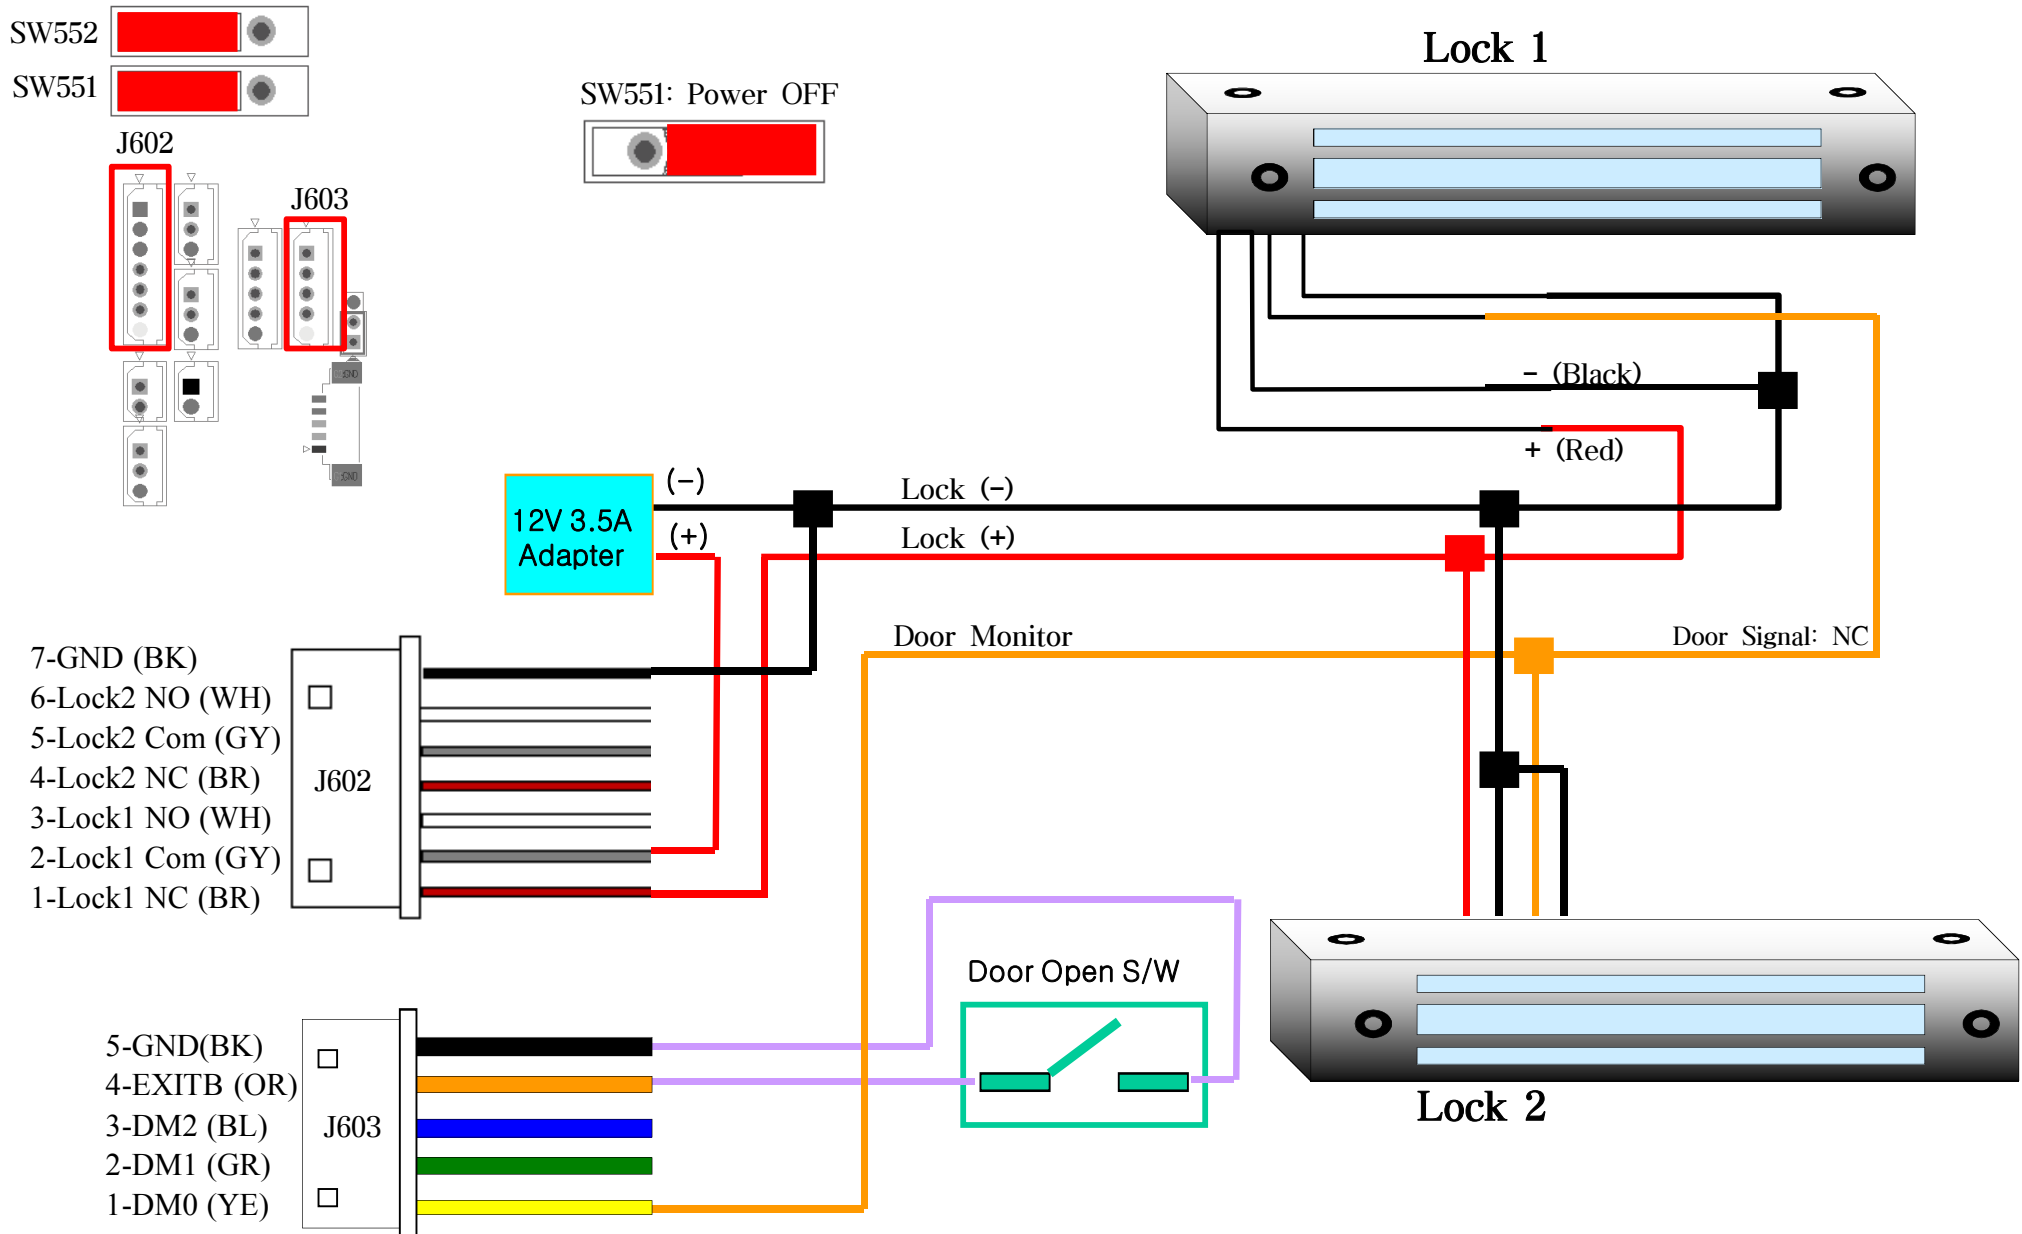 SW552
SW551
J602
J603
SW551: Power OFF
Lock 1
- (Black)
+ (Red)
12V 3.5A
Adapter
(-)
(+)
Lock (-)
Lock (+)
Door Monitor
Door Signal: NC
7-GND (BK)
6-Lock2 NO (WH)
5-Lock2 Com (GY)
4-Lock2 NC (BR)
3-Lock1 NO (WH)
2-Lock1 Com (GY)
1-Lock1 NC (BR)
J602
Door Open S/W
5-GND(BK)
4-EXITB (OR)
3-DM2 (BL)
2-DM1 (GR)
1-DM0 (YE)
J603
Lock 2